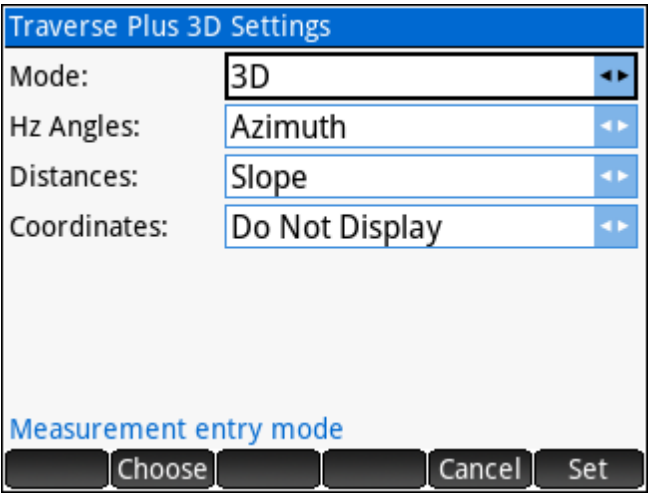 Traverse Plus 3D Settings
Mode: 3D
Hz Angles: Azimuth
Distances: Slope
Coordinates: Do Not Display
Measurement entry mode
Choose Cancel Set